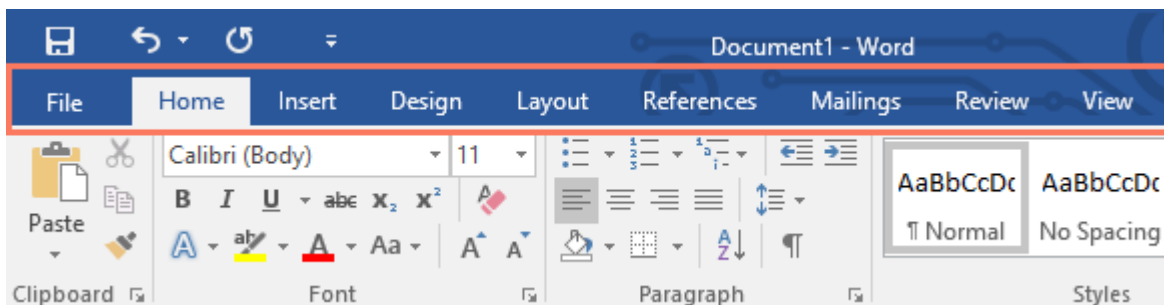 Document1 - Word
File Home Insert Design Layout References Mailings Review View
Calibri (Body) 11
Paste
B I U abc X₂ X²
A aby A Aa A A
AaBbCcDc AaBbCcDc
¶ Normal No Spacing
Clipboard Font Paragraph Styles